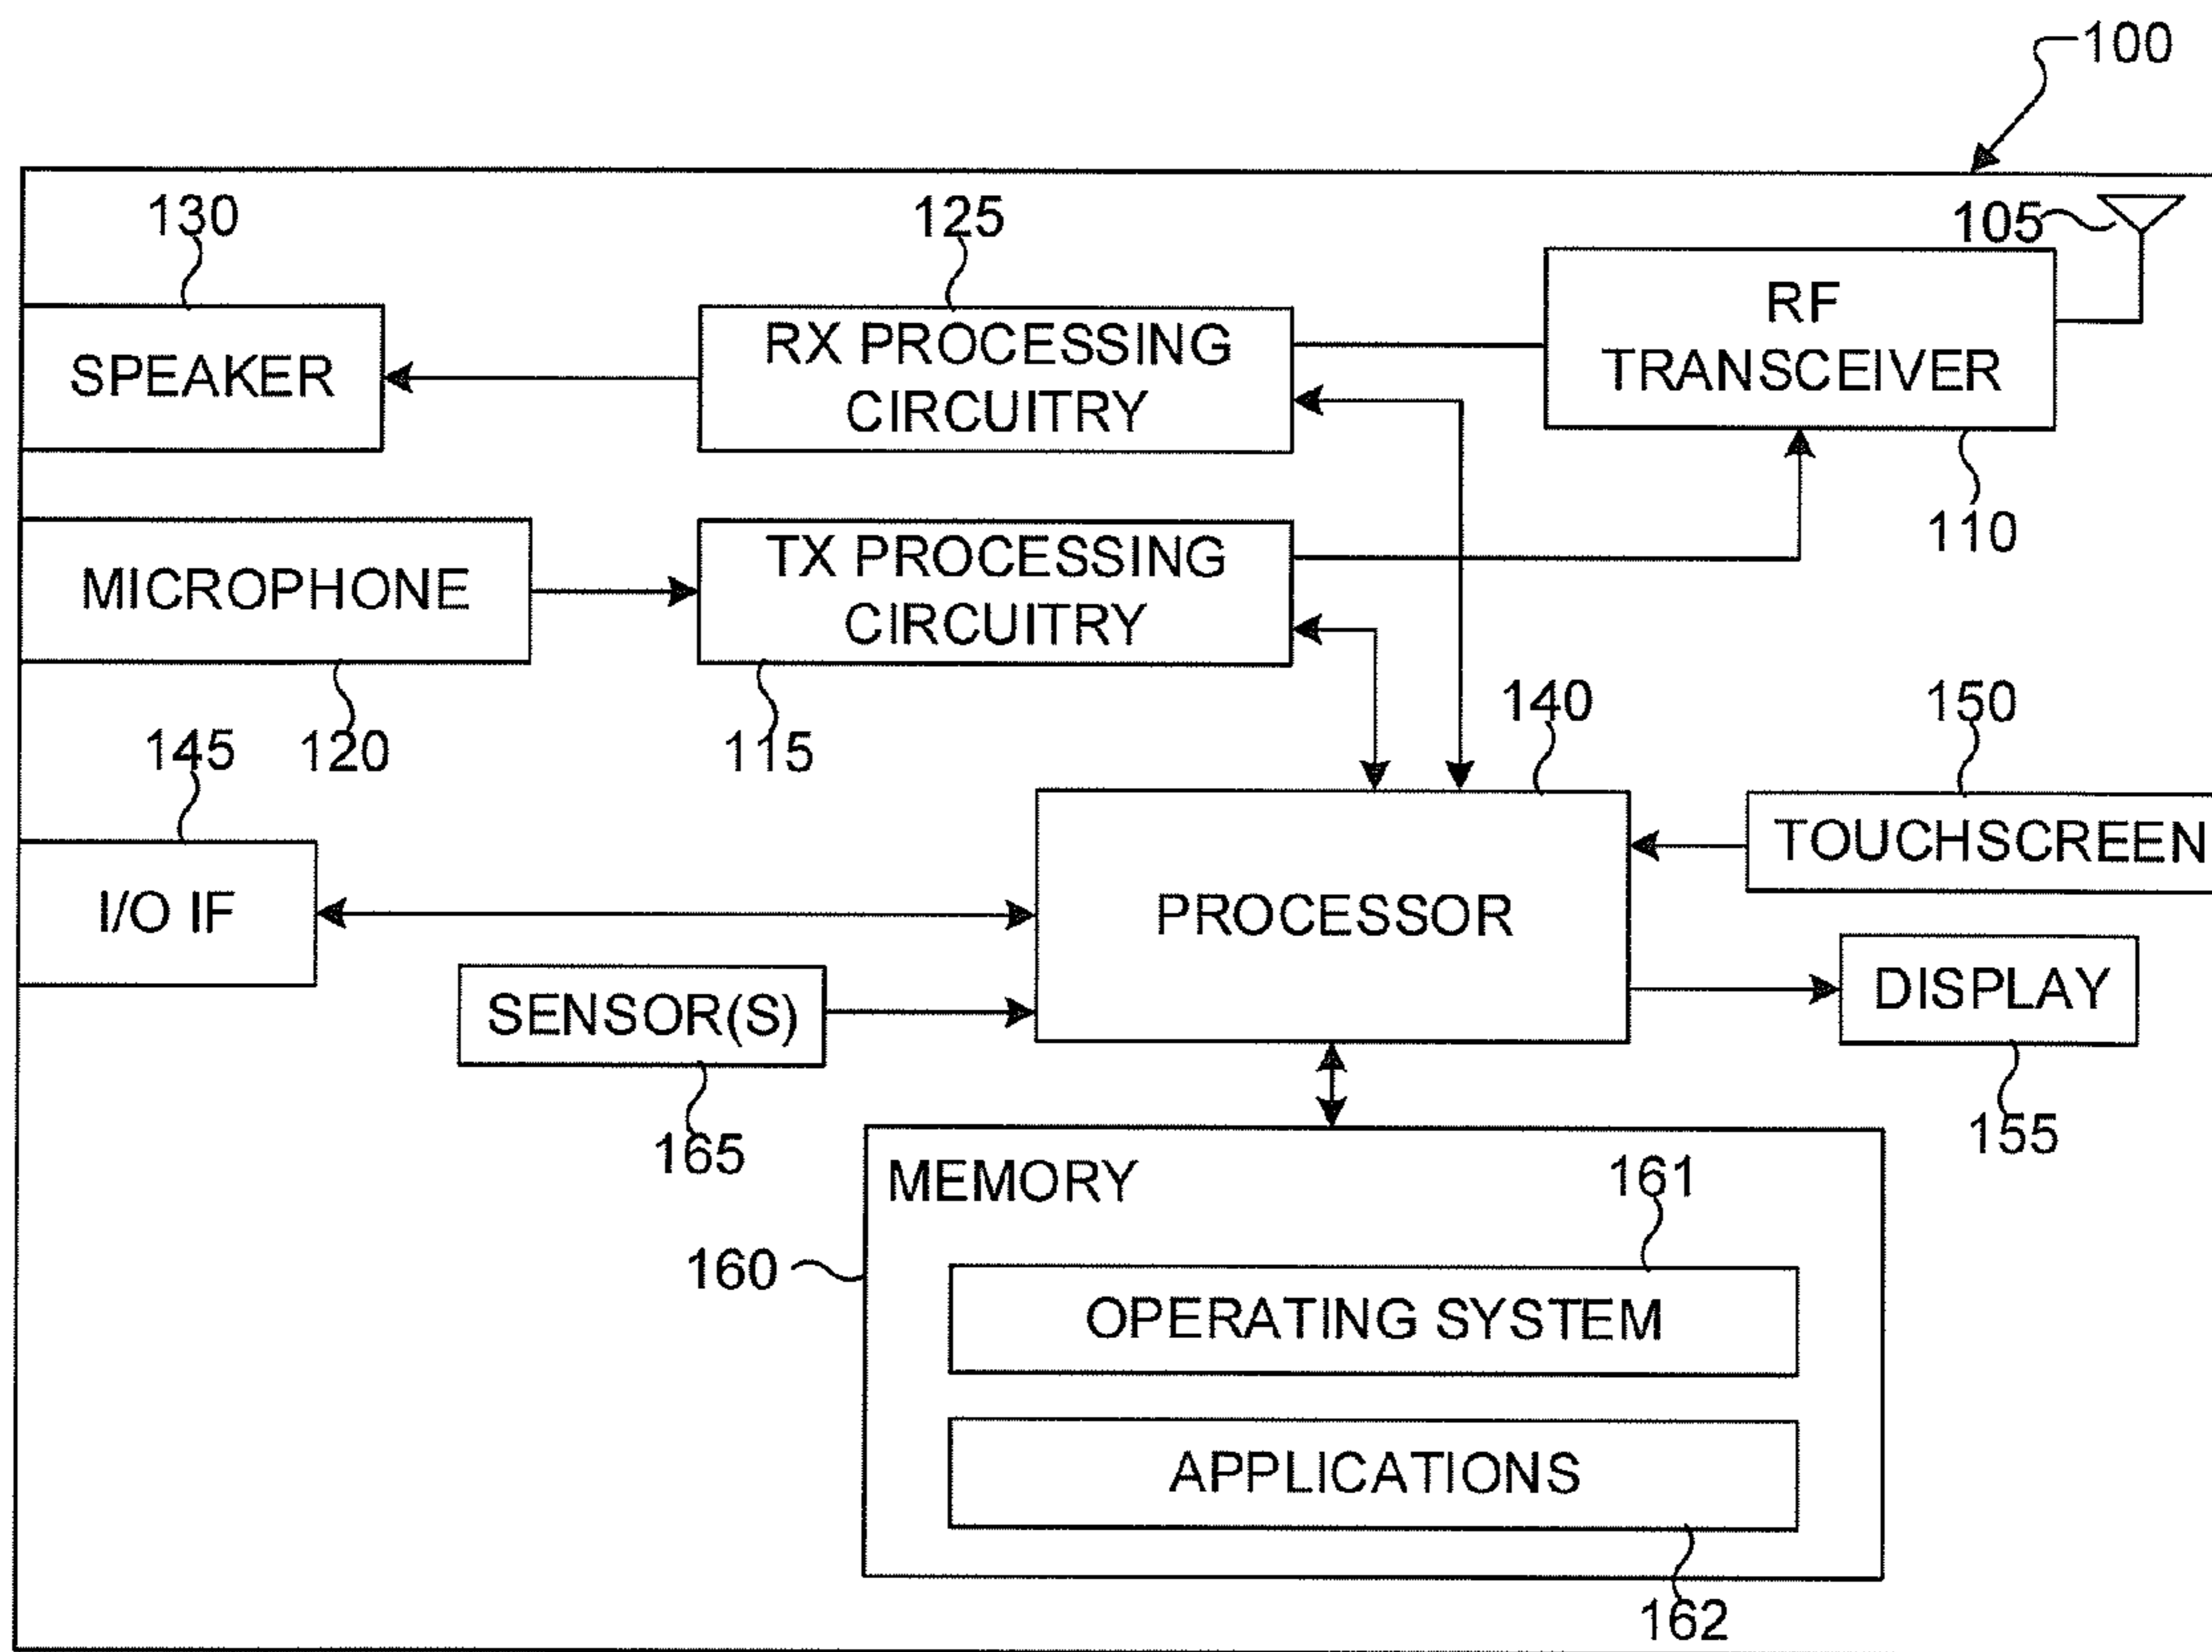 100
130
125
105
SPEAKER
RX PROCESSING
CIRCUITRY
RF
TRANSCEIVER
110
MICROPHONE
TX PROCESSING
CIRCUITRY
145
120
115
140
150
I/O IF
PROCESSOR
TOUCHSCREEN
SENSOR(S)
DISPLAY
165
155
MEMORY
161
160
OPERATING SYSTEM
APPLICATIONS
162